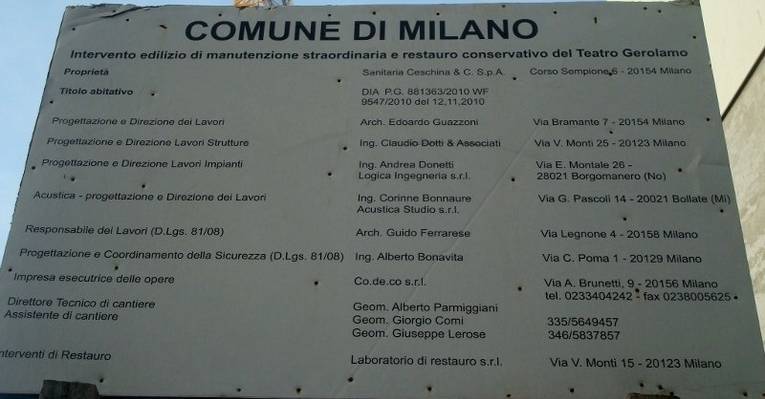 COMUNE DI MILANO
Intervento edilizio di manutenzione straordinaria e restauro conservativo del Teatro Gerolamo
Proprietà Sanitaria Ceschina & C. S.p.A. Corso Sempione 6 - 20154 Milano
Titolo abitativo DIA P.G. 881363/2010 WF
9547/2010 del 12,11,2010
Progettazione e Direzione dei Lavori Arch. Edoardo Guazzoni Via Bramante 7 - 20154 Milano
Progettazione e Direzione Lavori Strutture Ing. Claudio Dotti & Associati Via V. Monti 25 - 20123 Milano
Progettazione e Direzione Lavori Impianti Ing. Andrea Donetti Via E. Montale 26 -
Logica Ingegneria s.r.l. 28021 Borgomanero (No)
Acustica - progettazione e Direzione dei Lavori Ing. Corinne Bonnaure Via G. Pascoli 14 - 20021 Bollate (Mi)
Acustica Studio s.r.l.
Responsabile dei Lavori (D.Lgs. 81/08) Arch. Guido Ferrarese Via Legnone 4 - 20158 Milano
Progettazione e Coordinamento della Sicurezza (D.Lgs. 81/08) Ing. Alberto Bonavita Via C. Poma 1 - 20129 Milano
Impresa esecutrice delle opere Co.de.co s.r.l. Via A. Brunetti, 9 - 20156 Milano
tel. 0233404242 - fax 0238005625
Direttore Tecnico di cantiere Geom. Alberto Parmiggiani
Assistente di cantiere Geom. Giorgio Comi 335/5649457
Geom. Giuseppe Lerose 346/5837857
nterventi di Restauro Laboratorio di restauro s.r.l. Via V. Monti 15 - 20123 Milano